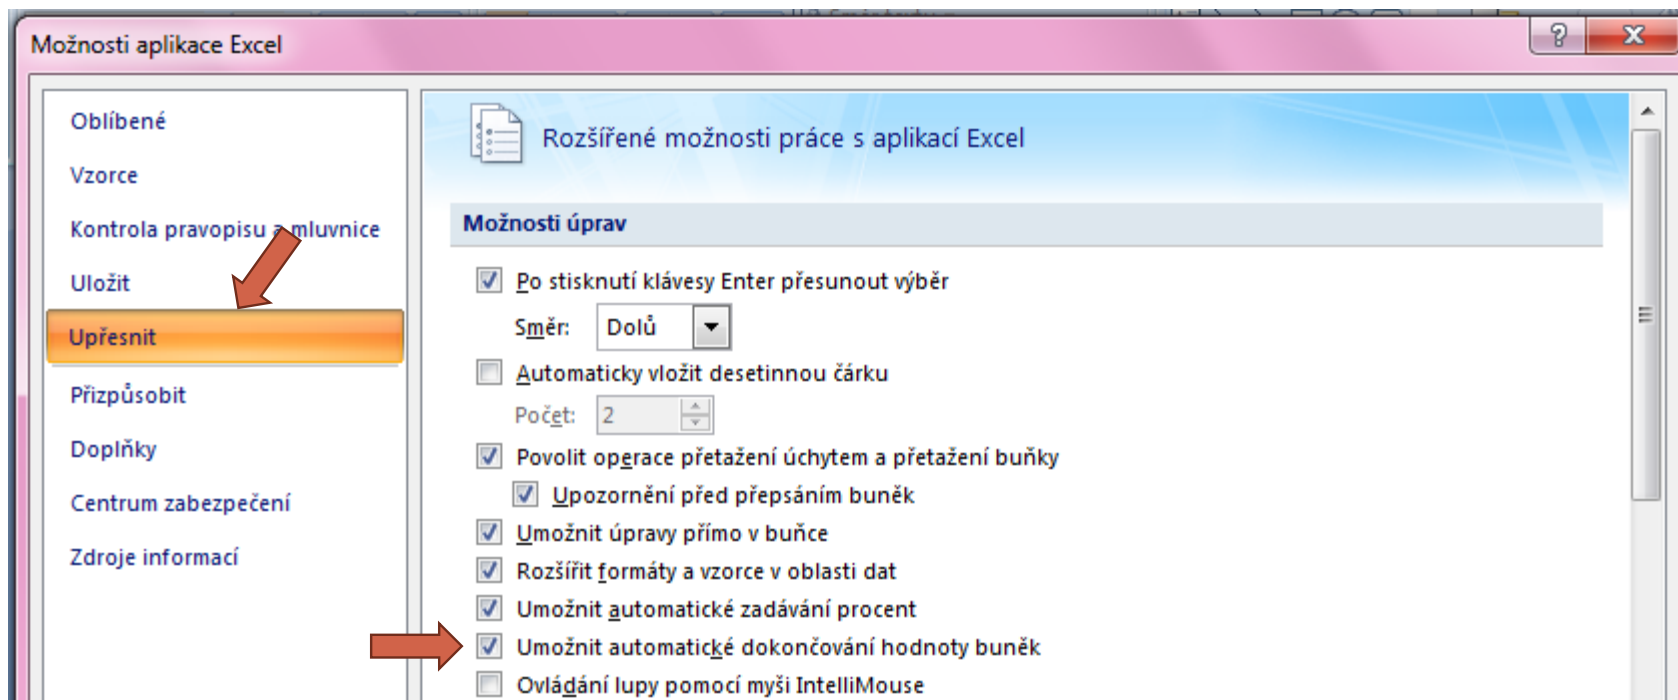 Možnosti aplikace Excel
Oblíbené
Vzorce
Kontrola pravopisu a mluvnice
Uložit
Upřesnit
Přizpůsobit
Doplňky
Centrum zabezpečení
Zdroje informací
Rozšířené možnosti práce s aplikací Excel
Možnosti úprav
Po stisknutí klávesy Enter přesunout výběr
Směr: Dolů
Automaticky vložit desetinnou čárku
Počet: 2
Povolit operace přetažení úchytem a přetažení buňky
Upozornění před přepsáním buněk
Umožnit úpravy přímo v buňce
Rozšířit formáty a vzorce v oblasti dat
Umožnit automatické zadávání procent
Umožnit automatické dokončování hodnoty buněk
Ovládání lupy pomocí myši IntelliMouse